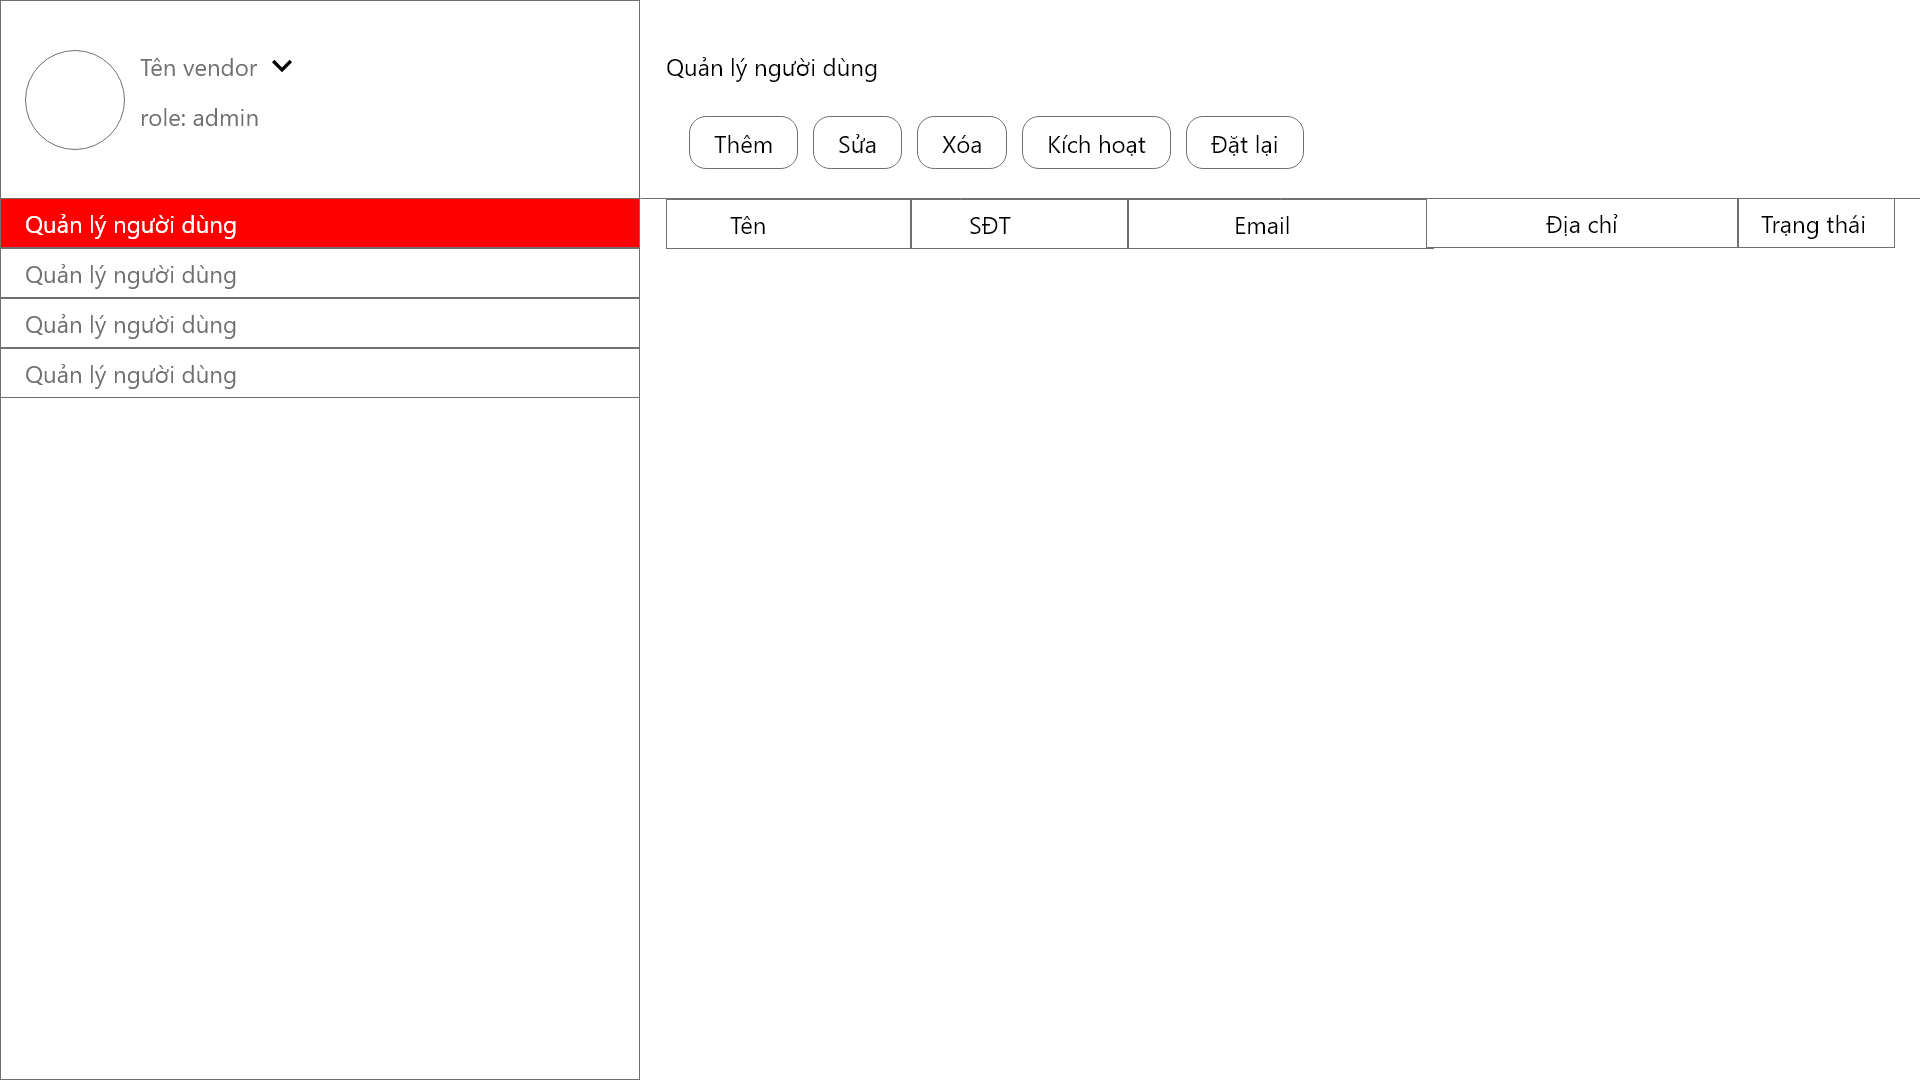 Tên vendor
role: admin
Quản lý người dùng
Quản lý người dùng
Quản lý người dùng
Quản lý người dùng
Quản lý người dùng
Thêm Sửa Xóa Kích hoạt Đặt lại
Tên SĐT Email Địa chỉ Trạng thái